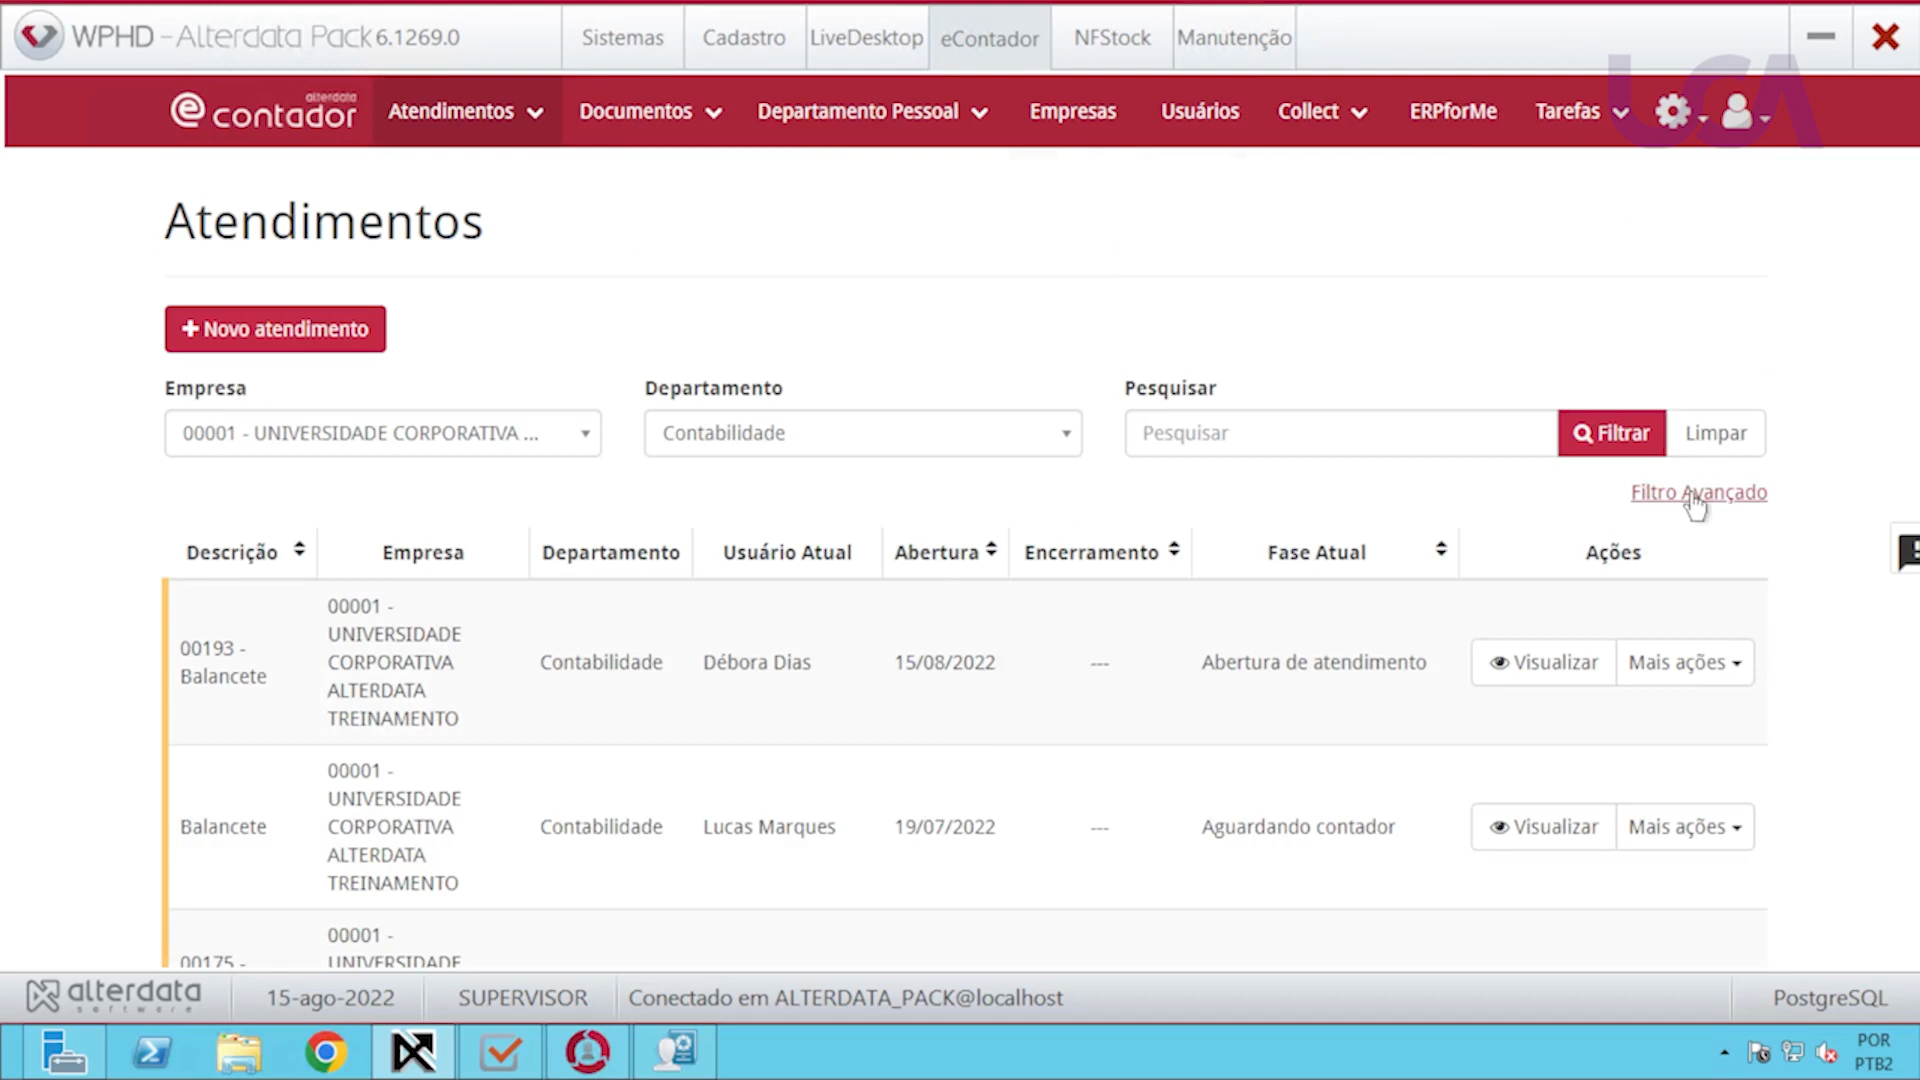 WPHD - Alterdata Pack 6.1269.0
Sistemas
Cadastro
LiveDesktop
eContador
NFStock
Manutenção
UCA
alterdata
e contador
Atendimentos
Documentos
Departamento Pessoal
Empresas
Usuários
Collect
ERPforMe
Tarefas
Atendimentos
Novo atendimento
Empresa
Departamento
Pesquisar
00001 - UNIVERSIDADE CORPORATIVA ...
Contabilidade
Pesquisar
Filtrar
Limpar
Filtro Avançado
Descrição
Empresa
Departamento
Usuário Atual
Abertura
Encerramento
Fase Atual
Ações
00193 -
Balancete
00001 -
UNIVERSIDADE
CORPORATIVA
ALTERDATA
TREINAMENTO
Contabilidade
Débora Dias
15/08/2022
---
Abertura de atendimento
Visualizar
Mais ações
Balancete
00001 -
UNIVERSIDADE
CORPORATIVA
ALTERDATA
TREINAMENTO
Contabilidade
Lucas Marques
19/07/2022
---
Aguardando contador
Visualizar
Mais ações
00175 -
00001 -
UNIVERSIDADE
alterdata
software
15-ago-2022
SUPERVISOR
Conectado em ALTERDATA_PACK@localhost
PostgreSQL
POR
PTB2